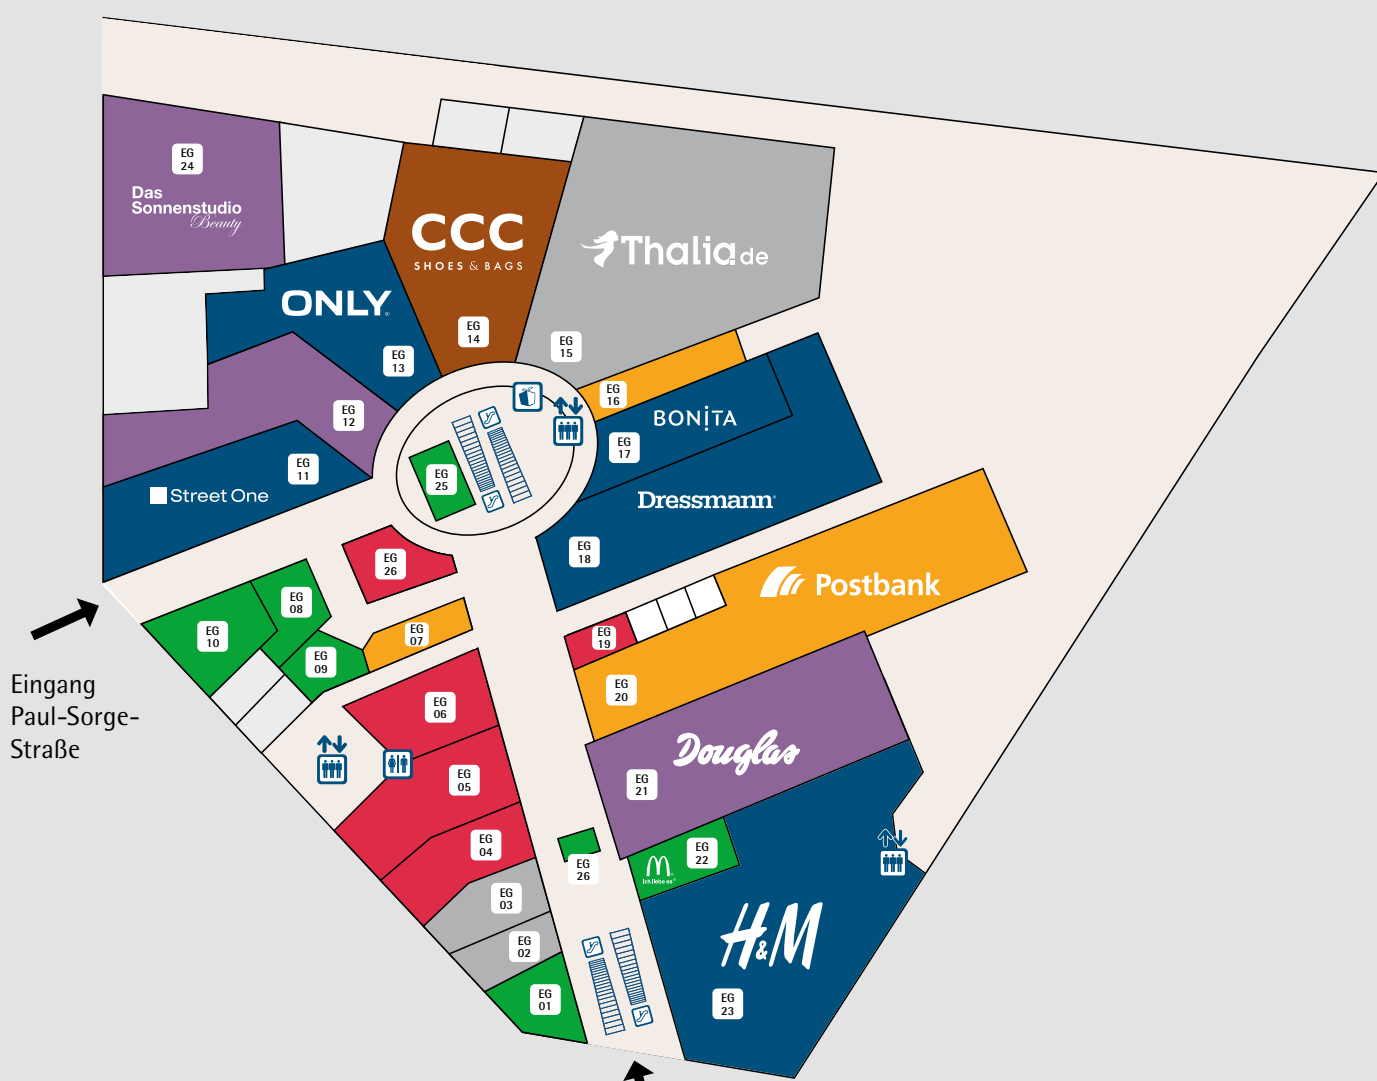 EG
24
Das
Sonnenstudio
Beauty
CCC
SHOES & BAGS
EG
14
Thalia.de
EG
15
ONLY
EG
13
EG
12
EG
11
Street One
EG
16
BONiTA
EG
17
Dressmann
EG
18
EG
25
EG
26
EG
08
EG
10
EG
09
EG
07
Eingang
Paul-Sorge-
Straße
EG
19
Postbank
EG
20
EG
06
EG
05
EG
04
EG
03
EG
02
EG
01
Douglas
EG
21
EG
26
EG
22
M
ich liebe es
H&M
EG
23